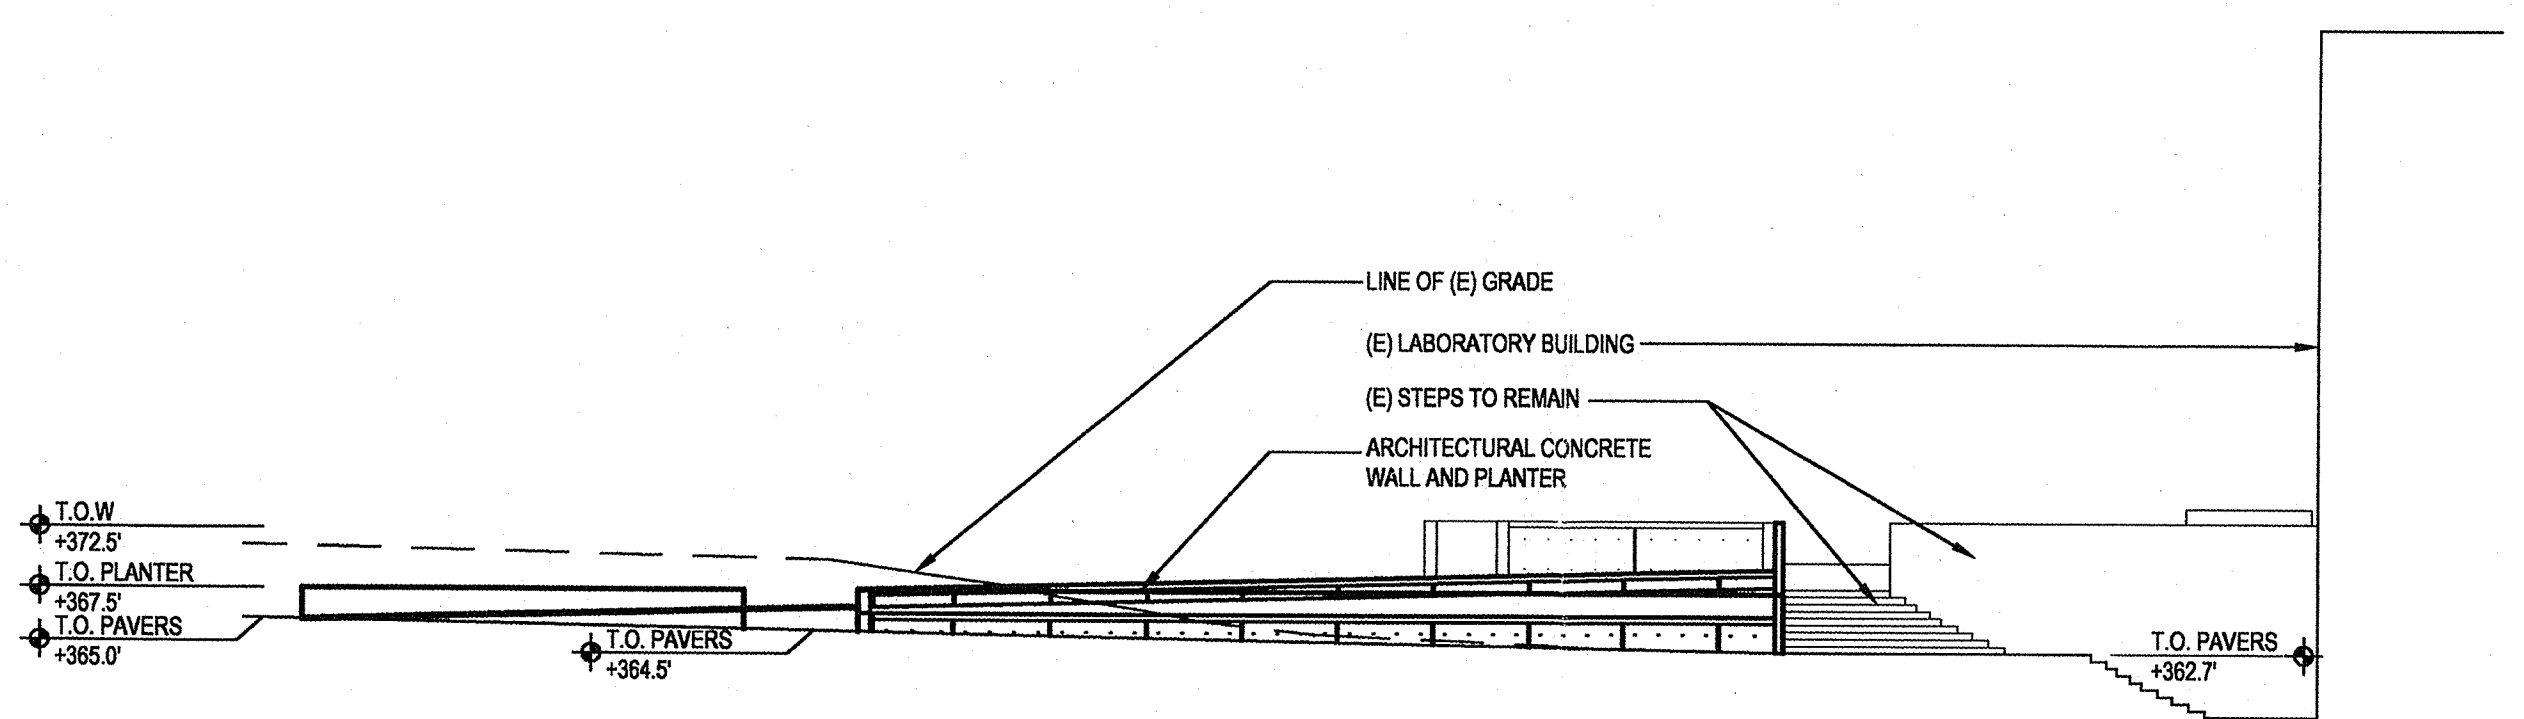 LINE OF (E) GRADE
(E) LABORATORY BUILDING
(E) STEPS TO REMAIN
ARCHITECTURAL CONCRETE
WALL AND PLANTER
T.O.W
+372.5'
T.O. PLANTER
+367.5'
T.O. PAVERS
+365.0'
T.O. PAVERS
+364.5'
T.O. PAVERS
+362.7'